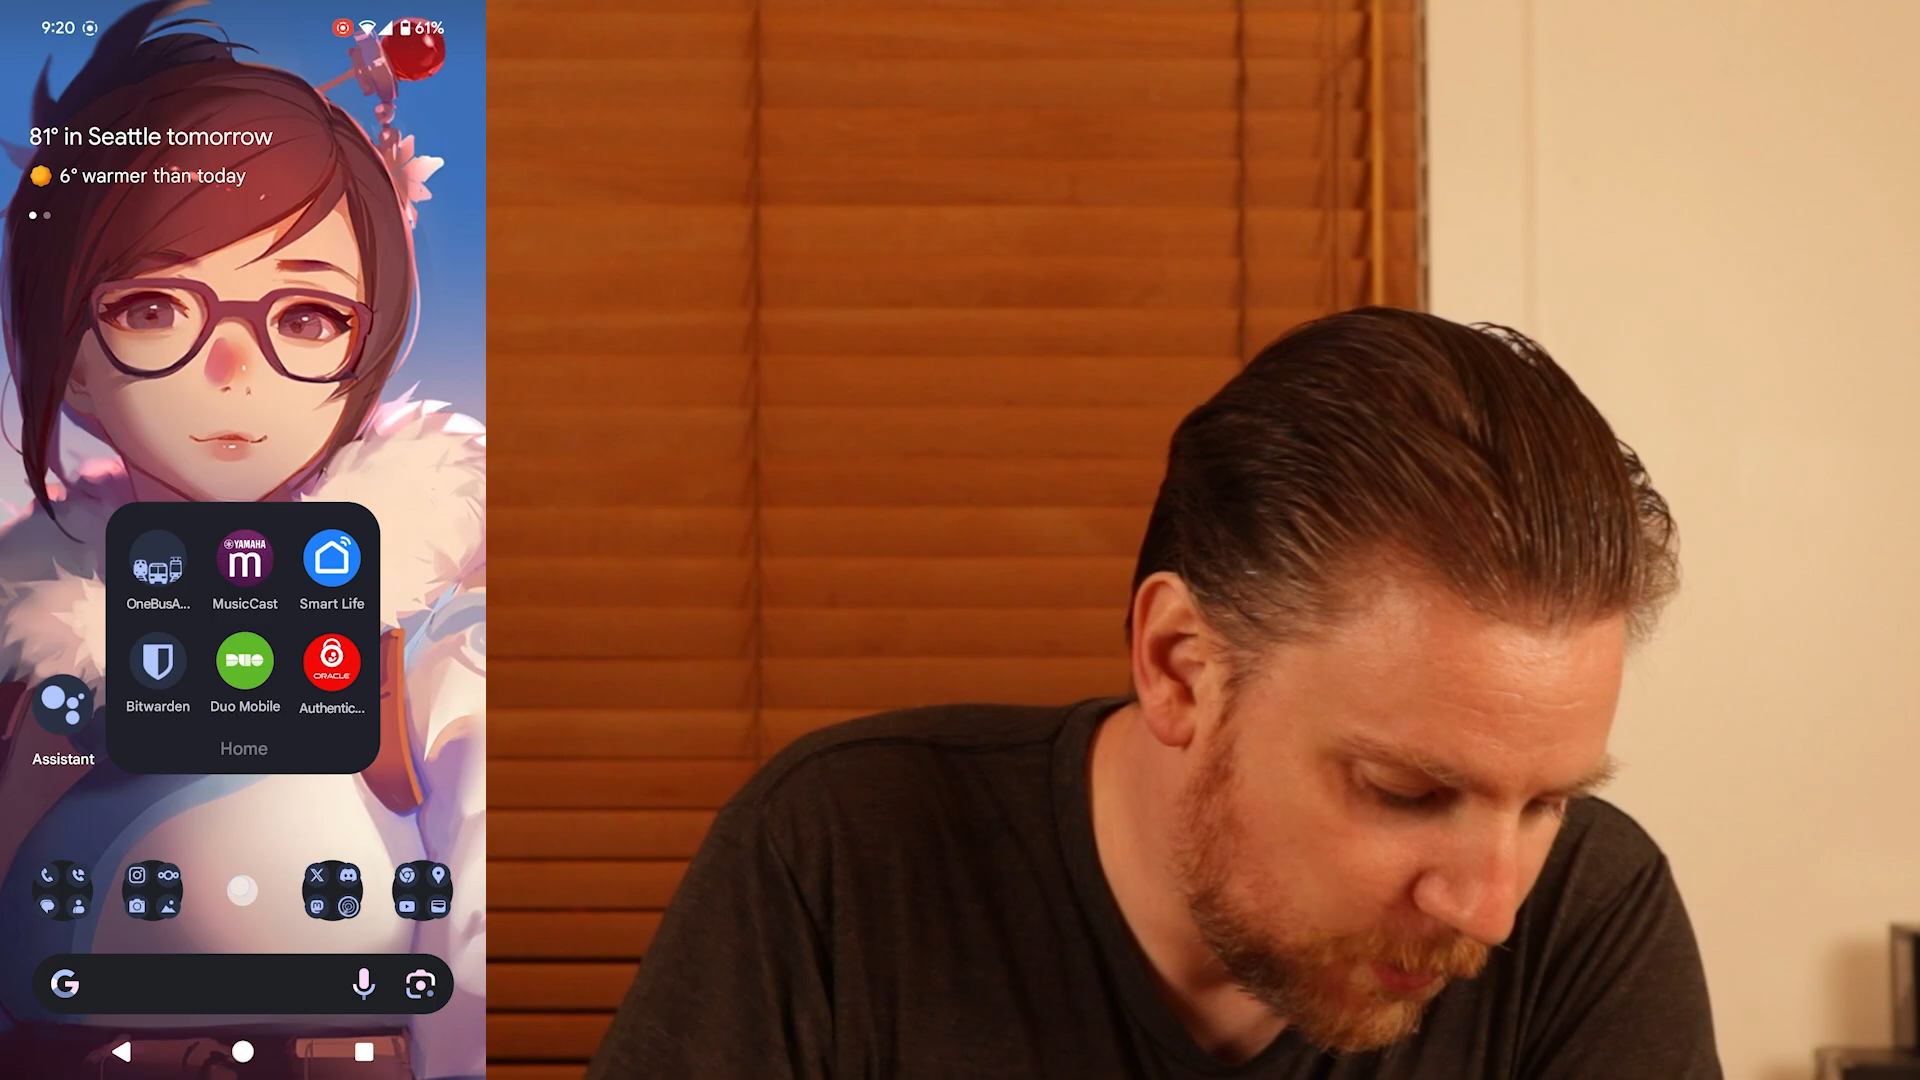 9:20
61%
81° in Seattle tomorrow
6° warmer than today
YAMAHA
m
OneBusA...
MusicCast
Smart Life
DUO
ORACLE
Bitwarden
Duo Mobile
Authentic...
Home
Assistant
X
G